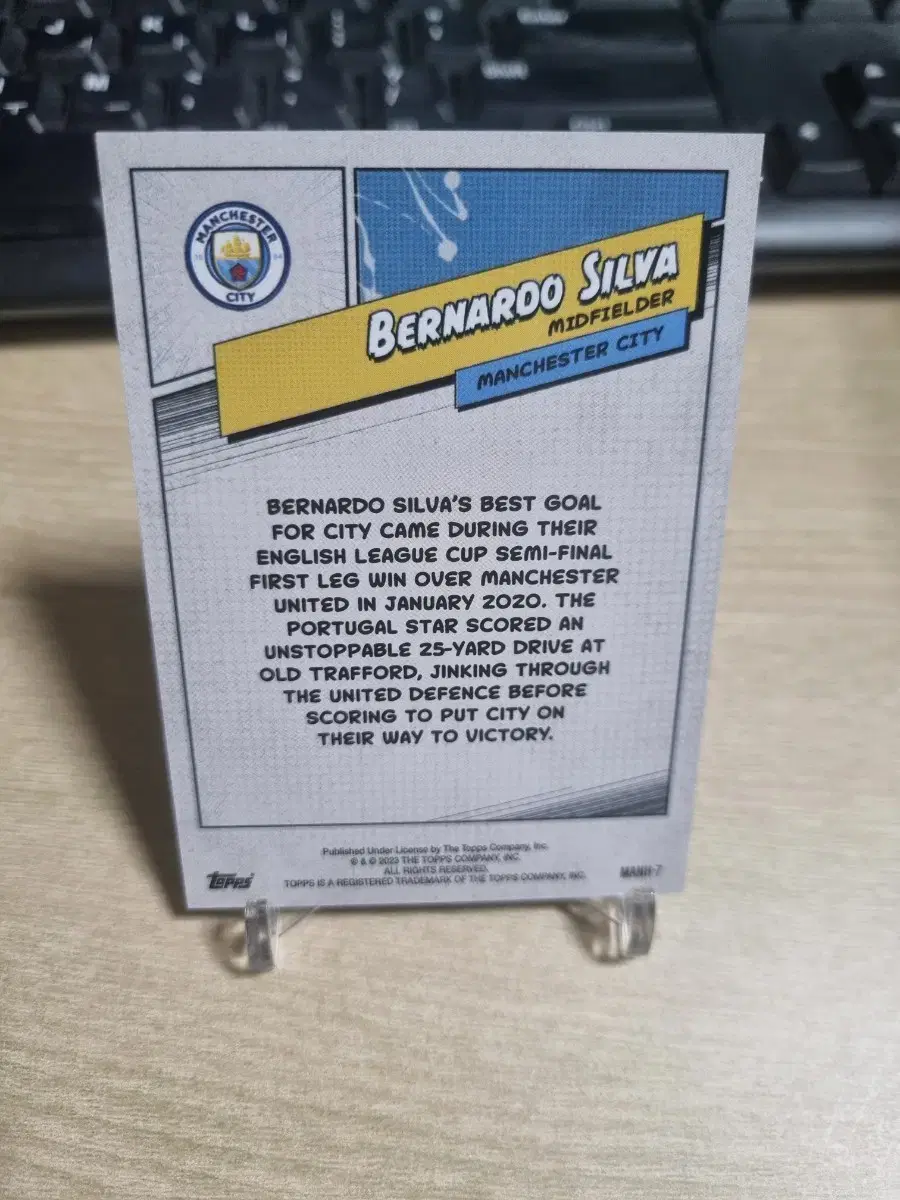 MANCHESTER
CITY
BERNARDO SILVA
MIDFIELDER
MANCHESTER CITY
BERNARDO SILVA'S BEST GOAL
FOR CITY CAME DURING THEIR
ENGLISH LEAGUE CUP SEMI-FINAL
FIRST LEG WIN OVER MANCHESTER
UNITED IN JANUARY 2020. THE
PORTUGAL STAR SCORED AN
UNSTOPPABLE 25-YARD DRIVE AT
OLD TRAFFORD, JINKING THROUGH
THE UNITED DEFENCE BEFORE
SCORING TO PUT CITY ON
THEIR WAY TO VICTORY.
Published Under License by The Topps Company, Inc.
® & © 2023 THE TOPPS COMPANY, INC.
ALL RIGHTS RESERVED.
TOPPS IS A REGISTERED TRADEMARK OF THE TOPPS COMPANY, INC.
Topps